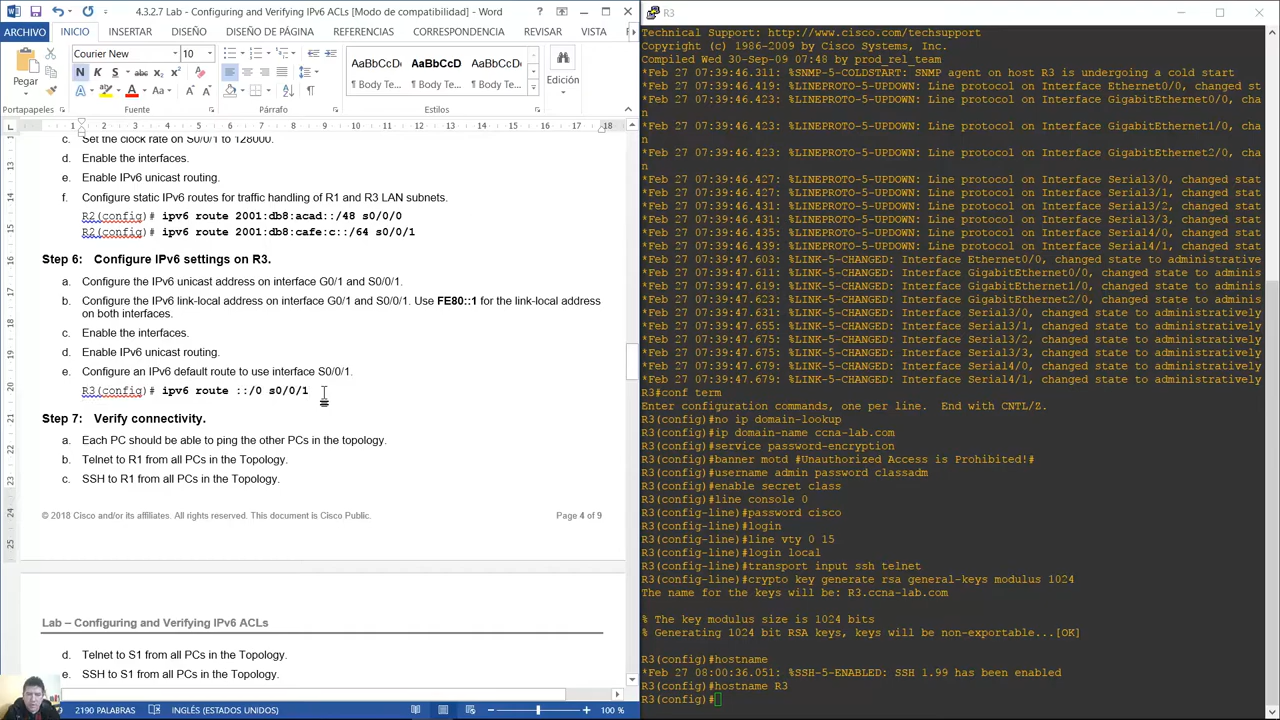 4.3.2.7 Lab - Configuring and Verifying IPv6 ACLs [Modo de compatibilidad] - Word
ARCHIVO INICIO INSERTAR DISEÑO DISEÑO DE PÁGINA REFERENCIAS CORRESPONDENCIA REVISAR VISTA
Courier New 10
Pegar
AaBbCcD AaBbCcD AaBbCcD
¶ Body Te... ¶ Body Te... ¶ Body Te...
Edición
Portapapeles Fuente Párrafo Estilos
c. Set the clock rate on S0/0/1 to 128000.
d. Enable the interfaces.
e. Enable IPv6 unicast routing.
f. Configure static IPv6 routes for traffic handling of R1 and R3 LAN subnets.
R2(config)# ipv6 route 2001:db8:acad::/48 s0/0/0
R2(config)# ipv6 route 2001:db8:cafe:c::/64 s0/0/1
Step 6: Configure IPv6 settings on R3.
a. Configure the IPv6 unicast address on interface G0/1 and S0/0/1.
b. Configure the IPv6 link-local address on interface G0/1 and S0/0/1. Use FE80::1 for the link-local address
on both interfaces.
c. Enable the interfaces.
d. Enable IPv6 unicast routing.
e. Configure an IPv6 default route to use interface S0/0/1.
R3(config)# ipv6 route ::/0 s0/0/1
Step 7: Verify connectivity.
a. Each PC should be able to ping the other PCs in the topology.
b. Telnet to R1 from all PCs in the Topology.
c. SSH to R1 from all PCs in the Topology.
© 2018 Cisco and/or its affiliates. All rights reserved. This document is Cisco Public. Page 4 of 9
Lab – Configuring and Verifying IPv6 ACLs
d. Telnet to S1 from all PCs in the Topology.
e. SSH to S1 from all PCs in the Topology.
2190 PALABRAS INGLÉS (ESTADOS UNIDOS) 100 %
R3
Technical Support: http://www.cisco.com/techsupport
Copyright (c) 1986-2009 by Cisco Systems, Inc.
Compiled Wed 30-Sep-09 07:48 by prod_rel_team
*Feb 27 07:39:46.311: %SNMP-5-COLDSTART: SNMP agent on host R3 is undergoing a cold start
*Feb 27 07:39:46.419: %LINEPROTO-5-UPDOWN: Line protocol on Interface Ethernet0/0, changed st
*Feb 27 07:39:46.423: %LINEPROTO-5-UPDOWN: Line protocol on Interface GigabitEthernet0/0, cha
n
*Feb 27 07:39:46.423: %LINEPROTO-5-UPDOWN: Line protocol on Interface GigabitEthernet1/0, cha
n
*Feb 27 07:39:46.423: %LINEPROTO-5-UPDOWN: Line protocol on Interface GigabitEthernet2/0, cha
n
*Feb 27 07:39:46.427: %LINEPROTO-5-UPDOWN: Line protocol on Interface Serial3/0, changed stat
*Feb 27 07:39:46.427: %LINEPROTO-5-UPDOWN: Line protocol on Interface Serial3/1, changed stat
*Feb 27 07:39:46.431: %LINEPROTO-5-UPDOWN: Line protocol on Interface Serial3/2, changed stat
*Feb 27 07:39:46.431: %LINEPROTO-5-UPDOWN: Line protocol on Interface Serial3/3, changed stat
*Feb 27 07:39:46.435: %LINEPROTO-5-UPDOWN: Line protocol on Interface Serial4/0, changed stat
*Feb 27 07:39:46.439: %LINEPROTO-5-UPDOWN: Line protocol on Interface Serial4/1, changed stat
*Feb 27 07:39:47.603: %LINK-5-CHANGED: Interface Ethernet0/0, changed state to administrative
*Feb 27 07:39:47.611: %LINK-5-CHANGED: Interface GigabitEthernet0/0, changed state to adminis
*Feb 27 07:39:47.619: %LINK-5-CHANGED: Interface GigabitEthernet1/0, changed state to adminis
*Feb 27 07:39:47.623: %LINK-5-CHANGED: Interface GigabitEthernet2/0, changed state to adminis
*Feb 27 07:39:47.631: %LINK-5-CHANGED: Interface Serial3/0, changed state to administratively
*Feb 27 07:39:47.655: %LINK-5-CHANGED: Interface Serial3/1, changed state to administratively
*Feb 27 07:39:47.675: %LINK-5-CHANGED: Interface Serial3/2, changed state to administratively
*Feb 27 07:39:47.675: %LINK-5-CHANGED: Interface Serial3/3, changed state to administratively
*Feb 27 07:39:47.679: %LINK-5-CHANGED: Interface Serial4/0, changed state to administratively
*Feb 27 07:39:47.679: %LINK-5-CHANGED: Interface Serial4/1, changed state to administratively
R3#conf term
Enter configuration commands, one per line. End with CNTL/Z.
R3(config)#no ip domain-lookup
R3(config)#ip domain-name ccna-lab.com
R3(config)#service password-encryption
R3(config)#banner motd #Unauthorized Access is Prohibited!#
R3(config)#username admin password classadm
R3(config)#enable secret class
R3(config)#line console 0
R3(config-line)#password cisco
R3(config-line)#login
R3(config-line)#line vty 0 15
R3(config-line)#login local
R3(config-line)#transport input ssh telnet
R3(config-line)#crypto key generate rsa general-keys modulus 1024
The name for the keys will be: R3.ccna-lab.com
% The key modulus size is 1024 bits
% Generating 1024 bit RSA keys, keys will be non-exportable...[OK]
R3(config)#hostname
*Feb 27 08:00:36.051: %SSH-5-ENABLED: SSH 1.99 has been enabled
R3(config)#hostname R3
R3(config)#